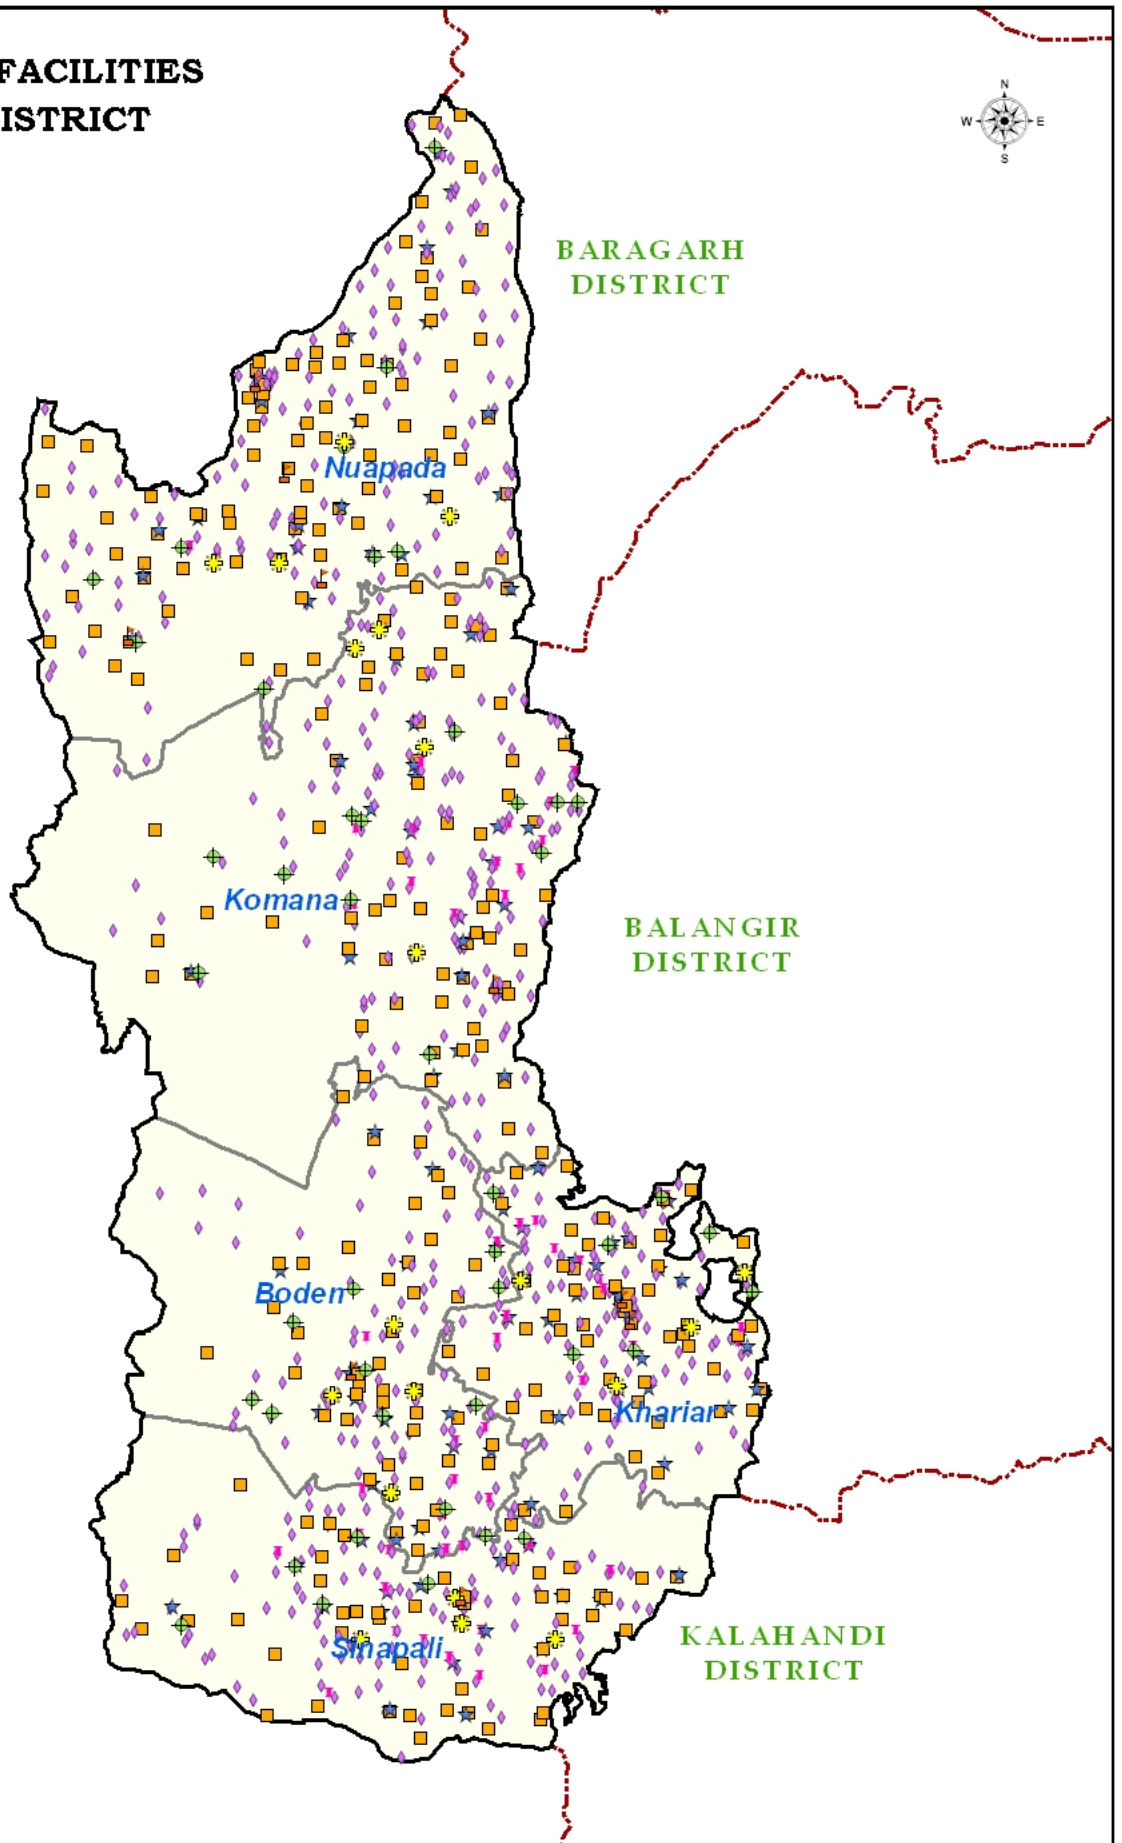 FACILITIES
ISTRICT
N
W E
S
BARAGARH
DISTRICT
Nuapada
Komana
BALANGIR
DISTRICT
Boden
Khariar
Sinapali
KALAHANDI
DISTRICT